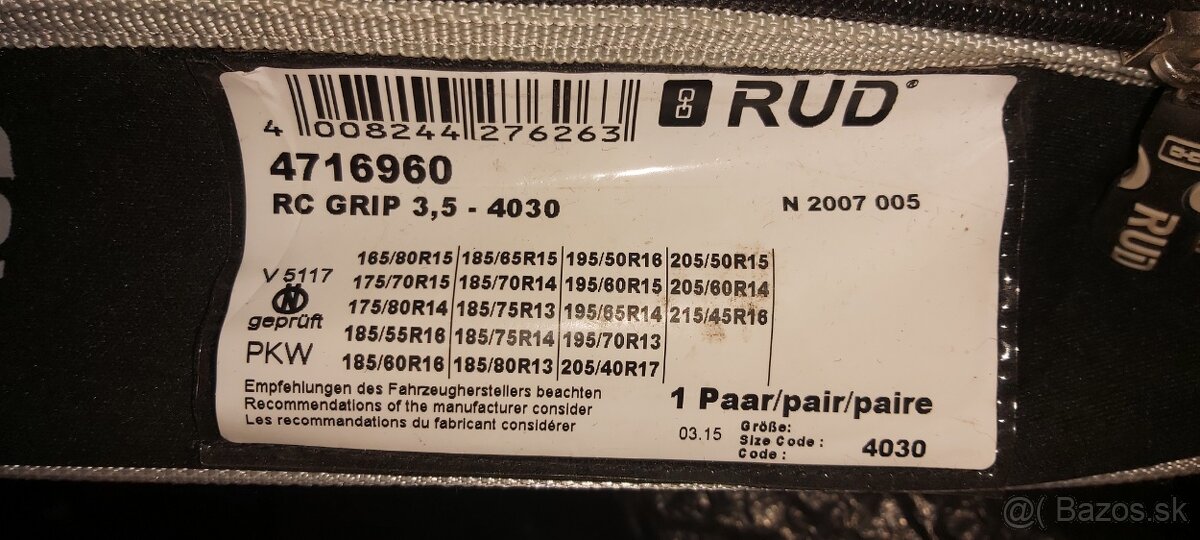 4 008244 276263
RUD®
4716960
RC GRIP 3,5 - 4030
N 2007 005
165/80R15 185/65R15 195/50R16 205/50R15
175/70R15 185/70R14 195/60R15 205/60R14
175/80R14 185/75R13 195/65R14 215/45R16
185/55R16 185/75R14 195/70R13
185/60R16 185/80R13 205/40R17
V 5117
geprüft
PKW
Empfehlungen des Fahrzeugherstellers beachten
Recommendations of the manufacturer consider
Les recommandations du fabricant considérer
1 Paar/pair/paire
03.15
Größe:
Size Code :
Code :
4030
RUD
@( Bazos.sk